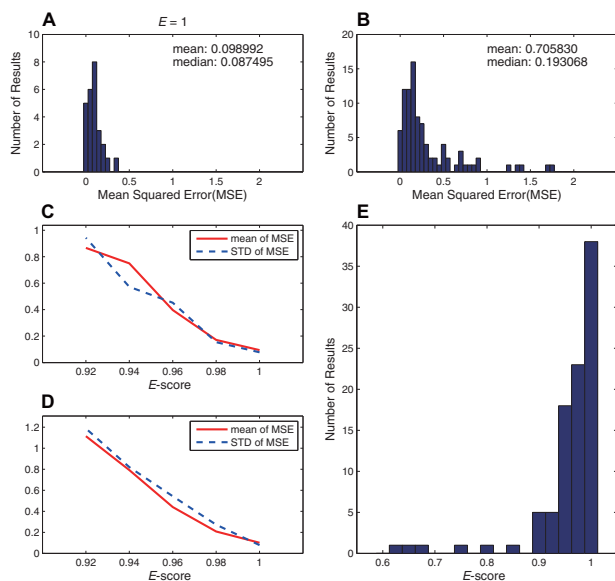 A
E = 1
10
8
6
4
2
0
Number of Results
mean: 0.098992
median: 0.087495
0 0.5 1 1.5 2
Mean Squared Error(MSE)
B
20
15
10
5
0
Number of Results
mean: 0.705830
median: 0.193068
0 0.5 1 1.5 2
Mean Squared Error(MSE)
C
1
0.8
0.6
0.4
0.2
0
mean of MSE
STD of MSE
0.92 0.94 0.96 0.98 1
E-score
D
1.2
1
0.8
0.6
0.4
0.2
0
mean of MSE
STD of MSE
0.92 0.94 0.96 0.98 1
E-score
E
40
35
30
25
20
15
10
5
0
Number of Results
0.6 0.7 0.8 0.9 1
E-score